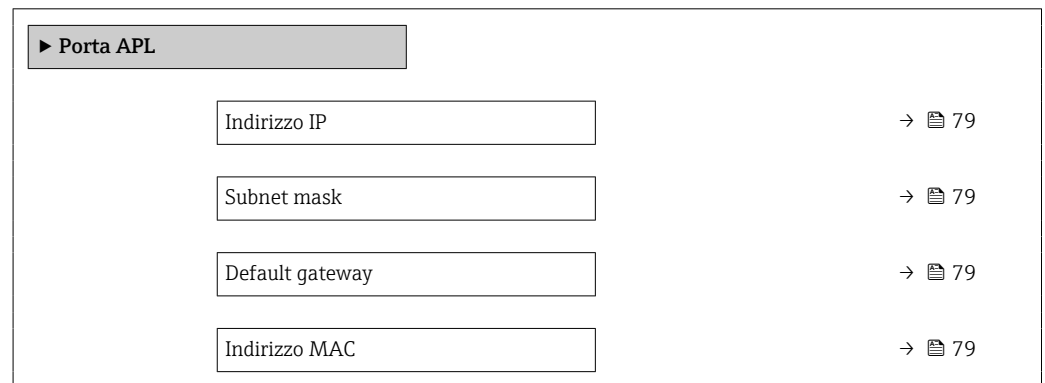 ▶ Porta APL
Indirizzo IP → 79
Subnet mask → 79
Default gateway → 79
Indirizzo MAC → 79